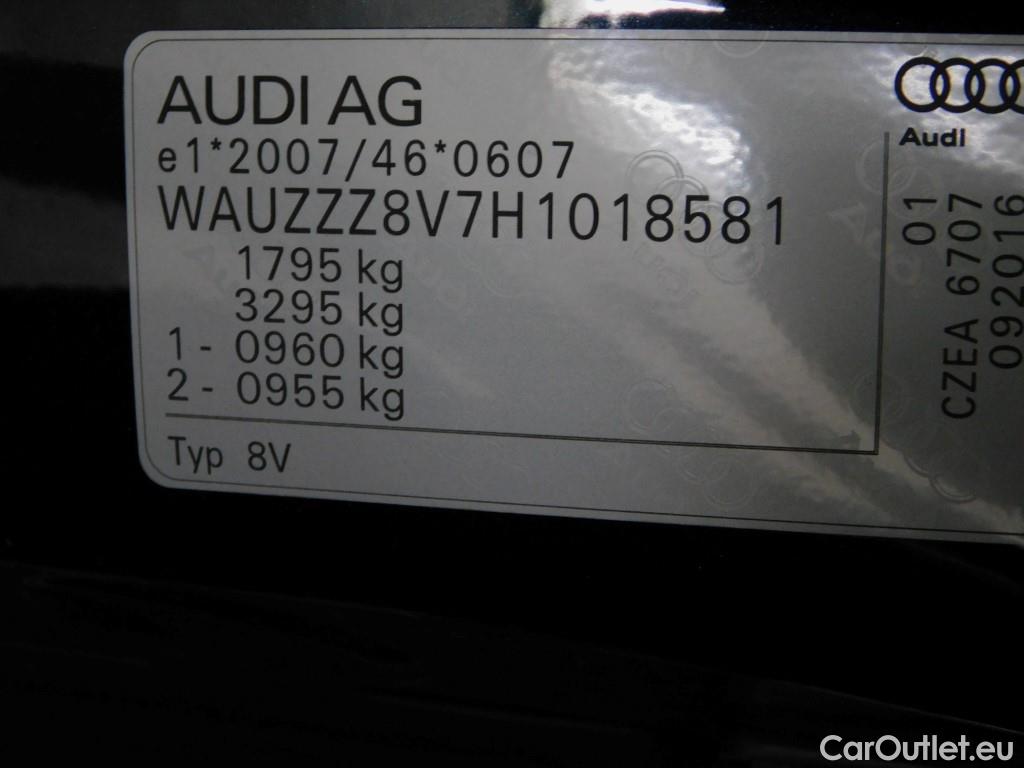 AUDI AG
e1*2007/46*0607
WAUZZZ8V7H1018581
1795 kg
3295 kg
1- 0960 kg
2- 0955 kg
Typ 8V
Audi
01
CZEA 6707
092016
CarOutlet.eu